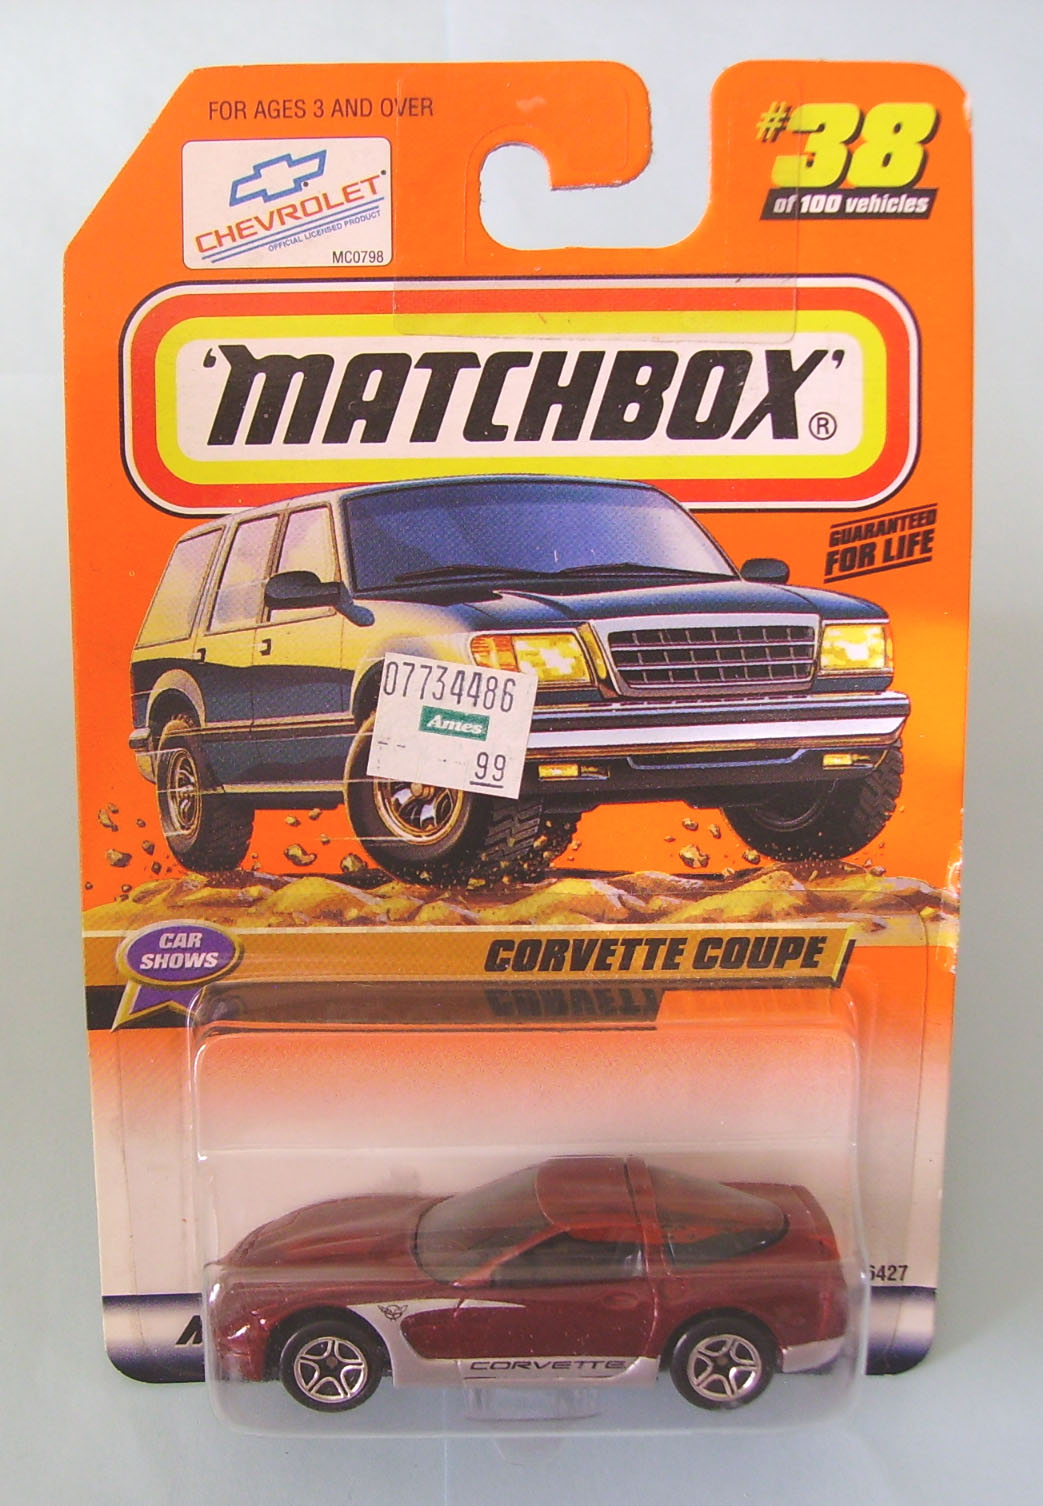 FOR AGES 3 AND OVER
CHEVROLET
OFFICIAL LICENSED PRODUCT
MC0798
#38
of 100 vehicles
'MATCHBOX'®
GUARANTEED
FOR LIFE
07734486
Ames
99
CAR
SHOWS
CORVETTE COUPE
6427
CORVETTE